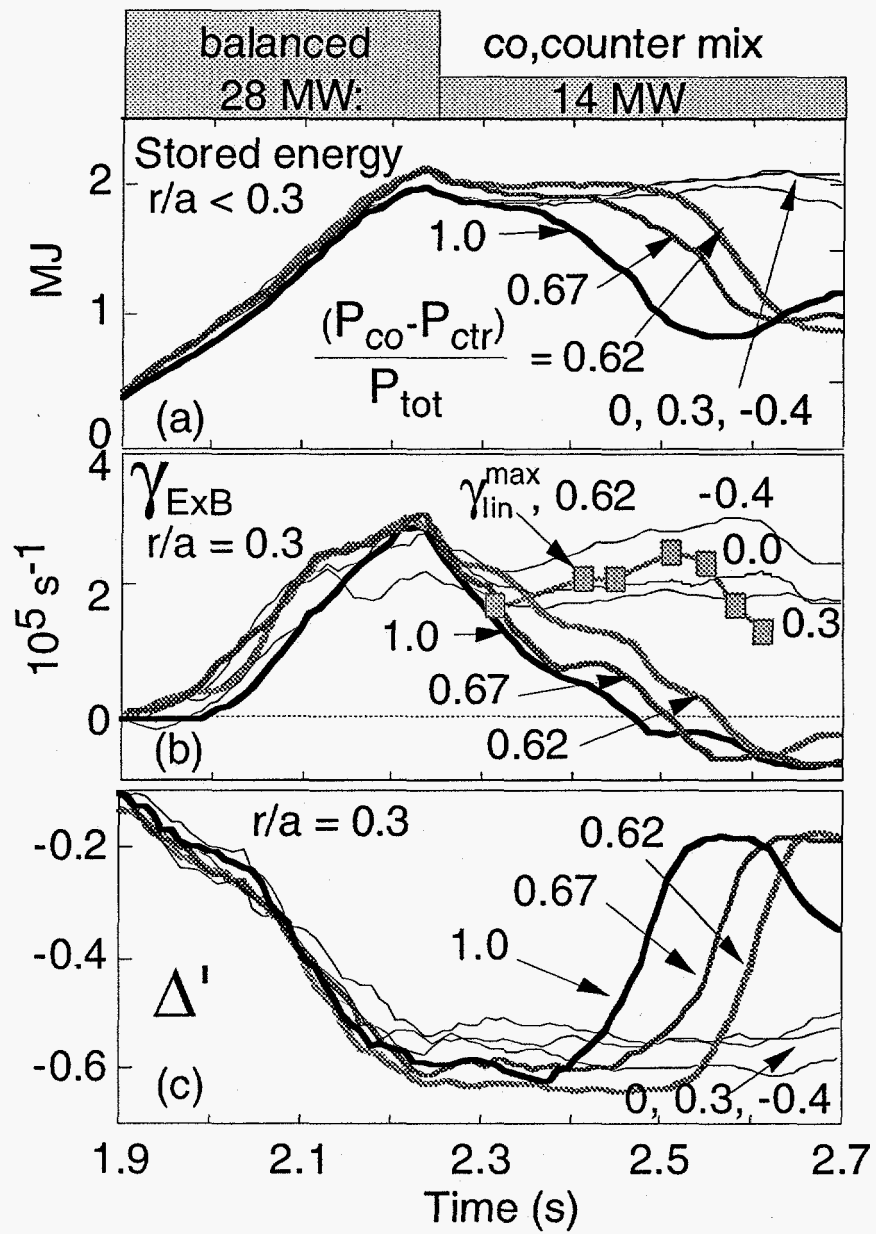 balanced
28 MW:
co,counter mix
14 MW
Stored energy
r/a < 0.3
MJ
2
1
0
1.0
0.67
(P_co-P_ctr)
P_tot
= 0.62
0, 0.3, -0.4
(a)
γ_ExB
r/a = 0.3
10^5 s^-1
4
2
0
γ_lin^max, 0.62
-0.4
0.0
0.3
1.0
0.67
0.62
(b)
r/a = 0.3
-0.2
-0.4
-0.6
0.62
0.67
1.0
Δ'
0, 0.3, -0.4
(c)
1.9
2.1
2.3
2.5
2.7
Time (s)